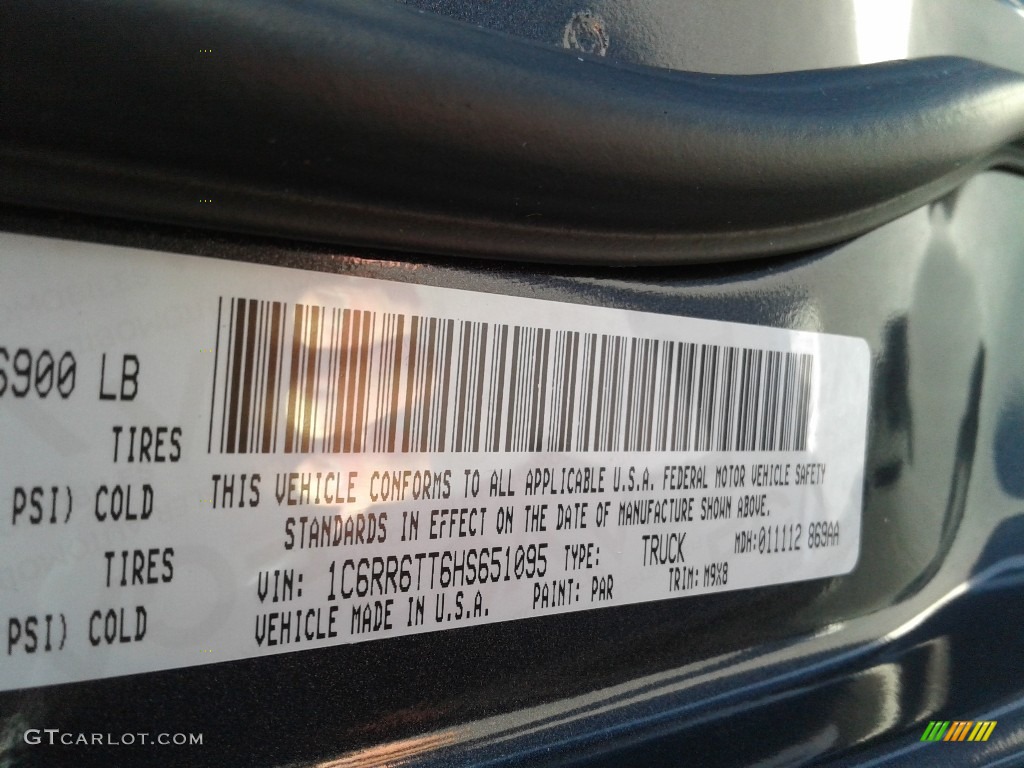 6900 LB
TIRES
PSI) COLD
TIRES
PSI) COLD
THIS VEHICLE CONFORMS TO ALL APPLICABLE U.S.A. FEDERAL MOTOR VEHICLE SAFETY
STANDARDS IN EFFECT ON THE DATE OF MANUFACTURE SHOWN ABOVE.
VIN: 1C6RR6TT6HS651095 TYPE: TRUCK MDH:011112 869AA
VEHICLE MADE IN U.S.A. PAINT: PAR TRIM: M9X8
GTCARLOT.COM